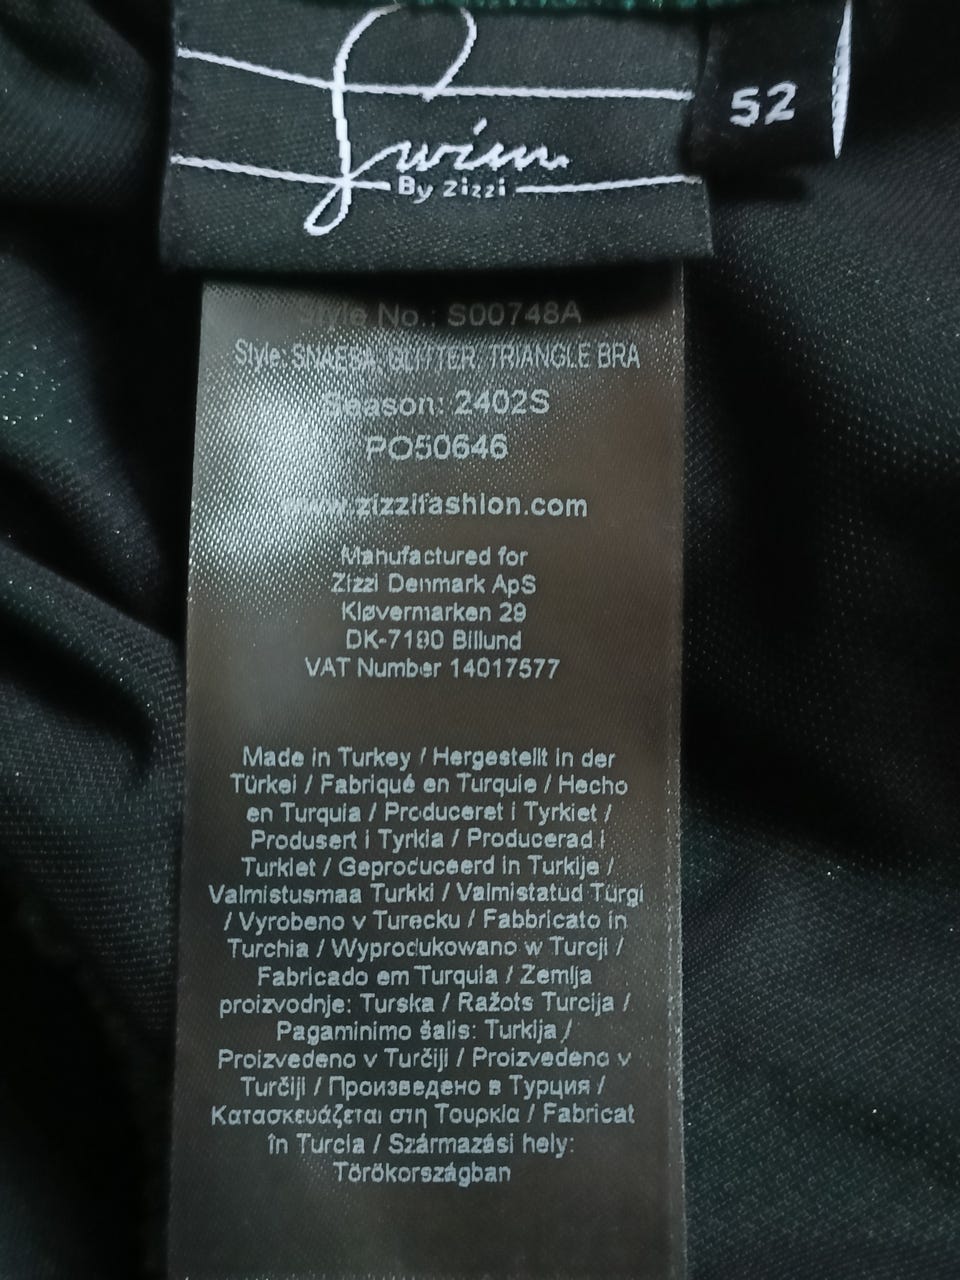 Swim
By Zizzi
52
Style No.: S00748A
Style: SNAESA, GLITTER, TRIANGLE BRA
Season: 2402S
PO50646
www.zizzifashion.com
Manufactured for
Zizzi Denmark ApS
Kløvermarken 29
DK-7190 Billund
VAT Number 14017577
Made in Turkey / Hergestellt in der
Türkei / Fabriqué en Turquie / Hecho
en Turquia / Produceret i Tyrkiet /
Produsert i Tyrkia / Producerad i
Turkiet / Geproduceerd in Turkije /
Valmistusmaa Turkki / Valmistatud Türgi
/ Vyrobeno v Turecku / Fabbricato in
Turchia / Wyprodukowano w Turcji /
Fabricado em Turquia / Zemlja
proizvodnje: Turska / Ražots Turcija /
Pagaminimo šalis: Turkija /
Proizvedeno v Turčiji / Proizvedeno v
Turčiji / Произведено в Турция /
Κατασκευάζεται στη Τουρκία / Fabricat
în Turcia / Származási hely:
Törökországban